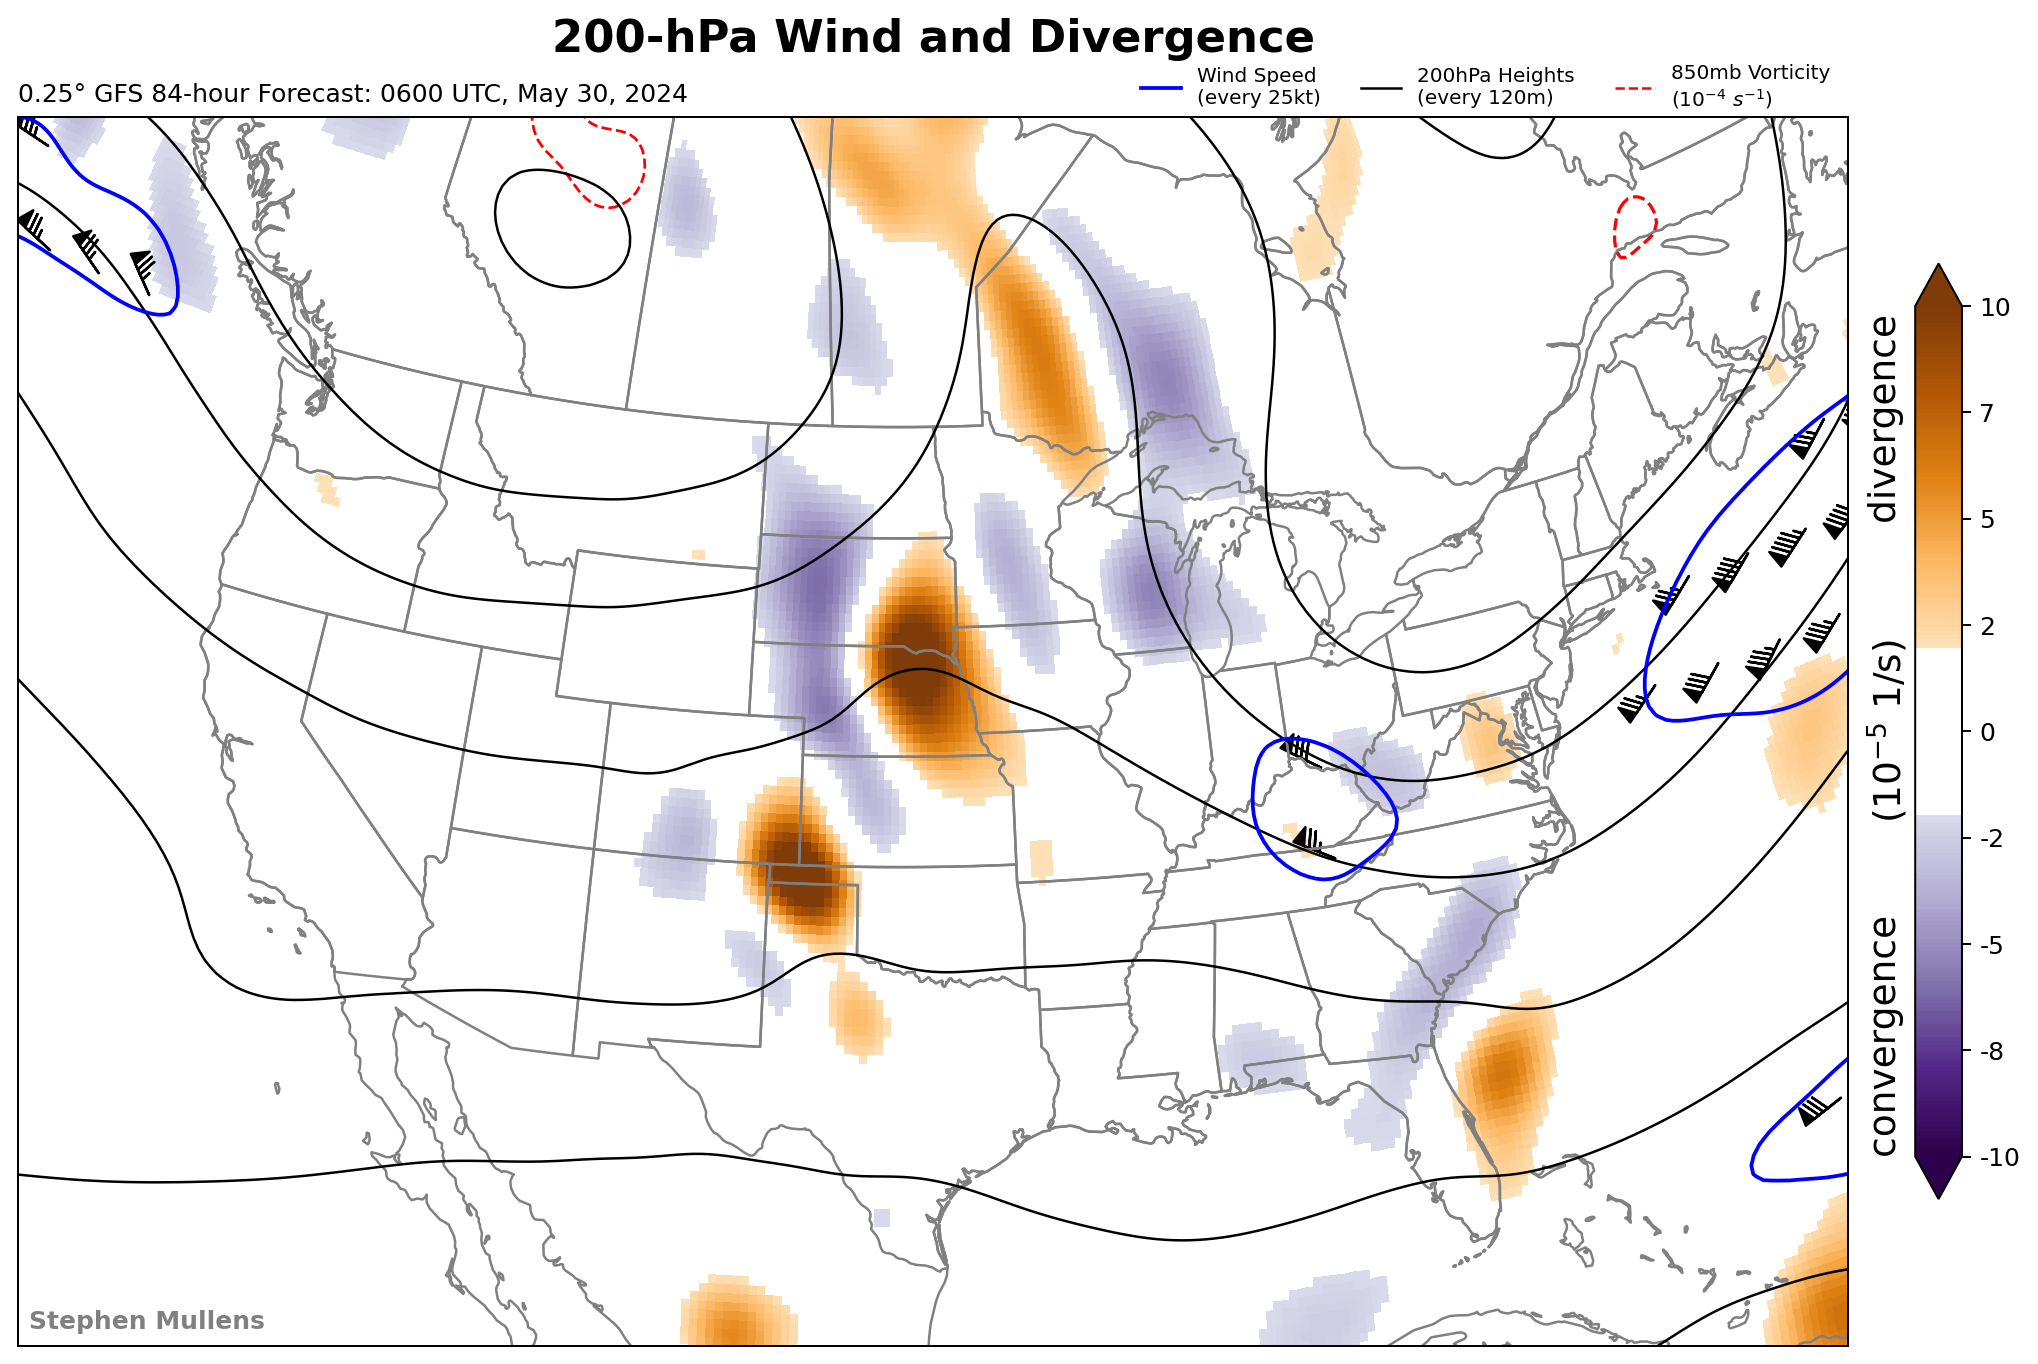 200-hPa Wind and Divergence
0.25° GFS 84-hour Forecast: 0600 UTC, May 30, 2024
Wind Speed
(every 25kt)
200hPa Heights
(every 120m)
850mb Vorticity
(10⁻⁴ s⁻¹)
10
7
5
2
0
-2
-5
-8
-10
convergence (10⁻⁵ 1/s) divergence
Stephen Mullens